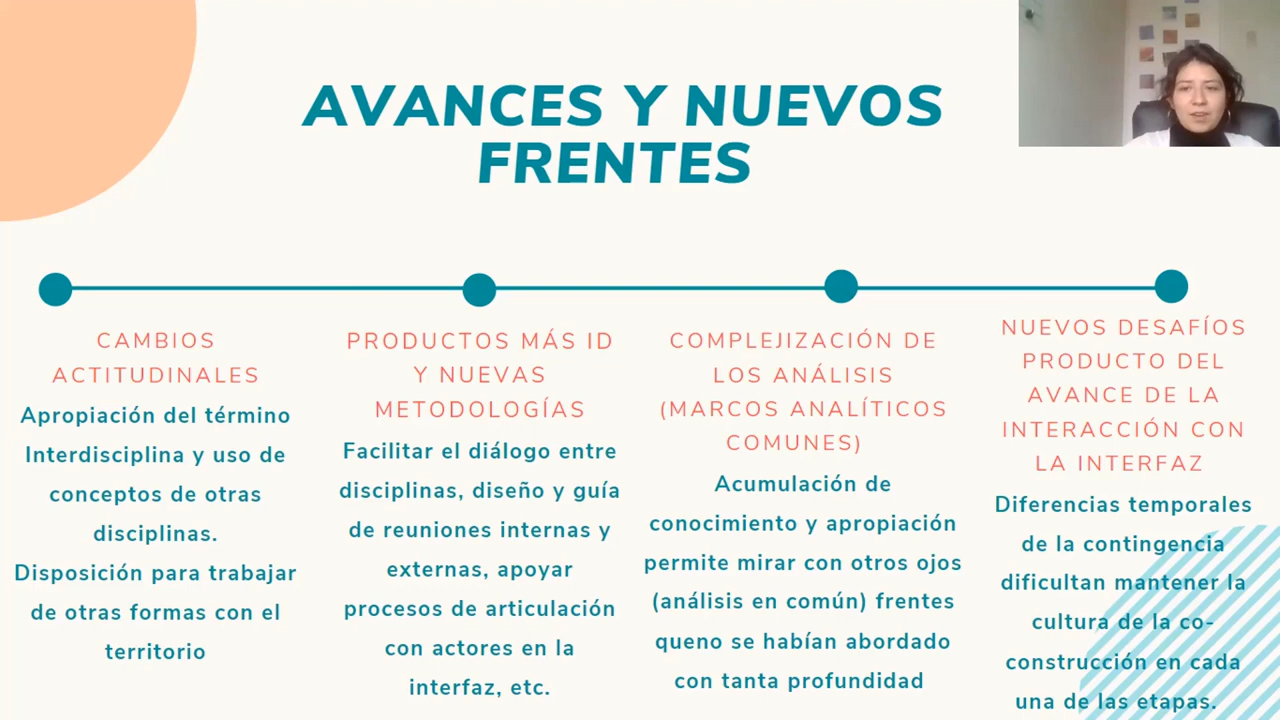 AVANCES Y NUEVOS
FRENTES
CAMBIOS
ACTITUDINALES
Apropiación del término
Interdisciplina y uso de
conceptos de otras
disciplinas.
Disposición para trabajar
de otras formas con el
territorio
PRODUCTOS MÁS ID
Y NUEVAS
METODOLOGÍAS
Facilitar el diálogo entre
disciplinas, diseño y guía
de reuniones internas y
externas, apoyar
procesos de articulación
con actores en la
interfaz, etc.
COMPLEJIZACIÓN DE
LOS ANÁLISIS
(MARCOS ANALÍTICOS
COMUNES)
Acumulación de
conocimiento y apropiación
permite mirar con otros ojos
(análisis en común) frentes
queno se habían abordado
con tanta profundidad
NUEVOS DESAFÍOS
PRODUCTO DEL
AVANCE DE LA
INTERACCIÓN CON
LA INTERFAZ
Diferencias temporales
de la contingencia
dificultan mantener la
cultura de la co-
construcción en cada
una de las etapas.